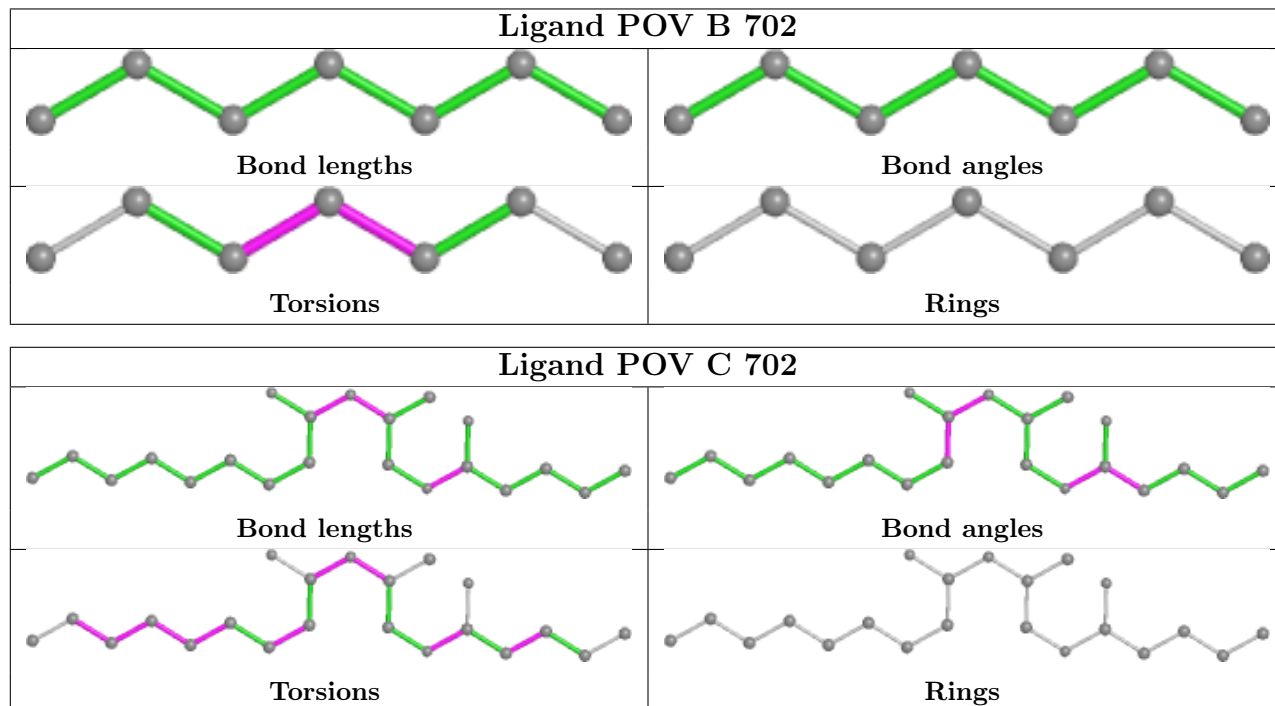 Ligand POV B 702
Bond lengths
Bond angles
Torsions
Rings
Ligand POV C 702
Bond lengths
Bond angles
Torsions
Rings